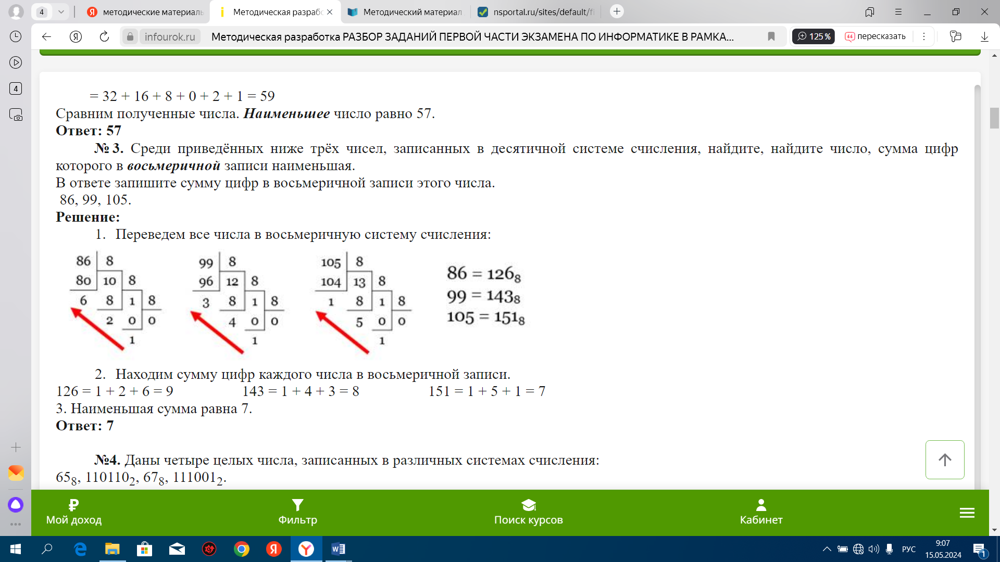 4
методические материаль
Методическая разрабо
Методический материал
nsportal.ru/sites/default/fi
infourok.ru
Методическая разработка РАЗБОР ЗАДАНИЙ ПЕРВОЙ ЧАСТИ ЭКЗАМЕНА ПО ИНФОРМАТИКЕ В РАМКА...
125 %
пересказать
4
= 32 + 16 + 8 + 0 + 2 + 1 = 59
Сравним полученные числа. Наименьшее число равно 57.
Ответ: 57
№ 3. Среди приведённых ниже трёх чисел, записанных в десятичной системе счисления, найдите, найдите число, сумма цифр
которого в восьмеричной записи наименьшая.
В ответе запишите сумму цифр в восьмеричной записи этого числа.
86, 99, 105.
Решение:
1. Переведем все числа в восьмеричную систему счисления:
86 8
80 10 8
6 8 1 8
2 0 0
1
99 8
96 12 8
3 8 1 8
4 0 0
1
105 8
104 13 8
1 8 1 8
5 0 0
1
86 = 126₈
99 = 143₈
105 = 151₈
2. Находим сумму цифр каждого числа в восьмеричной записи.
126 = 1 + 2 + 6 = 9 143 = 1 + 4 + 3 = 8 151 = 1 + 5 + 1 = 7
3. Наименьшая сумма равна 7.
Ответ: 7
№4. Даны четыре целых числа, записанных в различных системах счисления:
65₈, 110110₂, 67₈, 111001₂.
Мой доход
Фильтр
Поиск курсов
Кабинет
РУС
9:07
15.05.2024
1